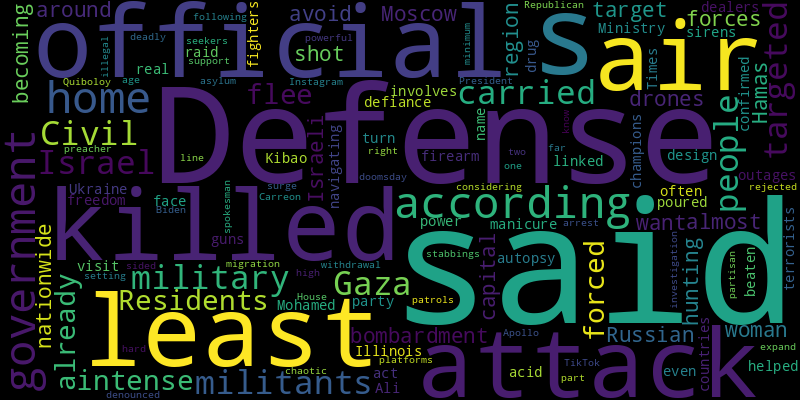 becoming around officials avoid Moscow region target forces dealers targeted
following Republican
illegal deadly seekers raid support fighters shot powerful minimum drug Ministry sirens air
Quiboloy real age asylum Instagram President Times Hamas confirmed
home Defense flee involves carried drones people
Civil defiance name champions outages
preacher line Kibao Israeli navigating turn right firearm two linked design know
Israel far one rejected
government Ukraine freedom face Biden surge Carreon doomsday considering often poured
killed according said
spokesman guns power manicure wantalmost arrest terrorists
nationwide visit sided migration high withdrawal stabbings autopsy capital forced hunting investigation partisan beaten
setting
already military Gaza
Residents House Mohamed party patrols
least bombardment Apollo Russian woman
hard Illinois attack countries expand
intense chaotic platforms act acid TikTok even helped
militants Ali part
denounced